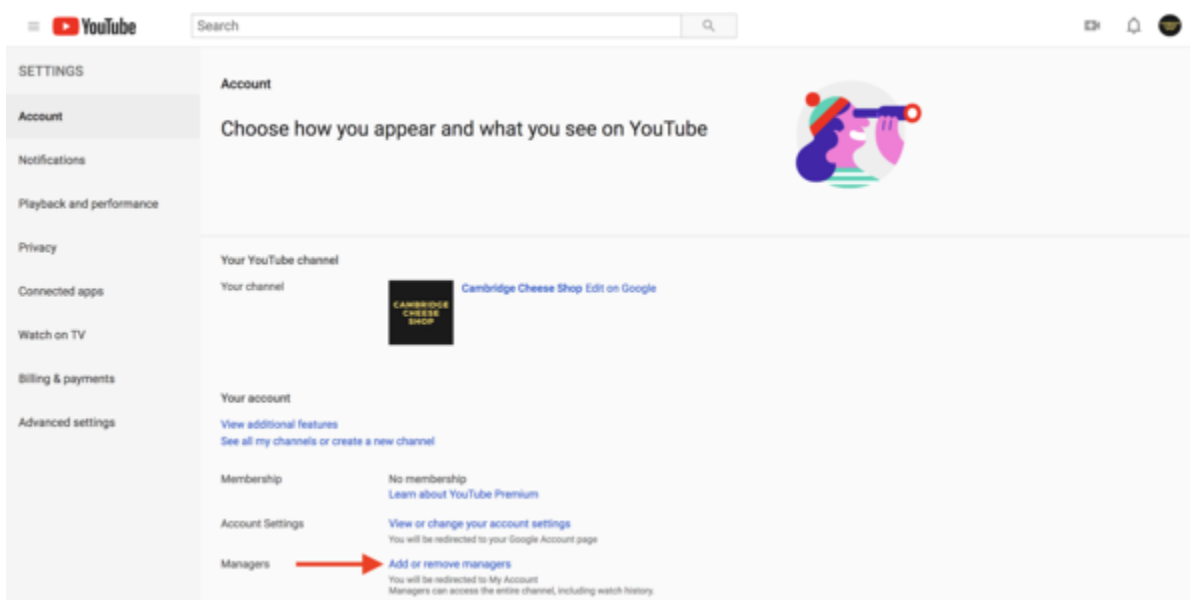 YouTube
Search
SETTINGS
Account
Notifications
Playback and performance
Privacy
Connected apps
Watch on TV
Billing & payments
Advanced settings
Account
Choose how you appear and what you see on YouTube
Your YouTube channel
Your channel
CAMBRIDGE
CHEESE
SHOP
Cambridge Cheese Shop Edit on Google
Your account
View additional features
See all my channels or create a new channel
Membership
No membership
Learn about YouTube Premium
Account Settings
View or change your account settings
You will be redirected to your Google Account page
Managers
Add or remove managers
You will be redirected to My Account
Managers can access the entire channel, including watch history.